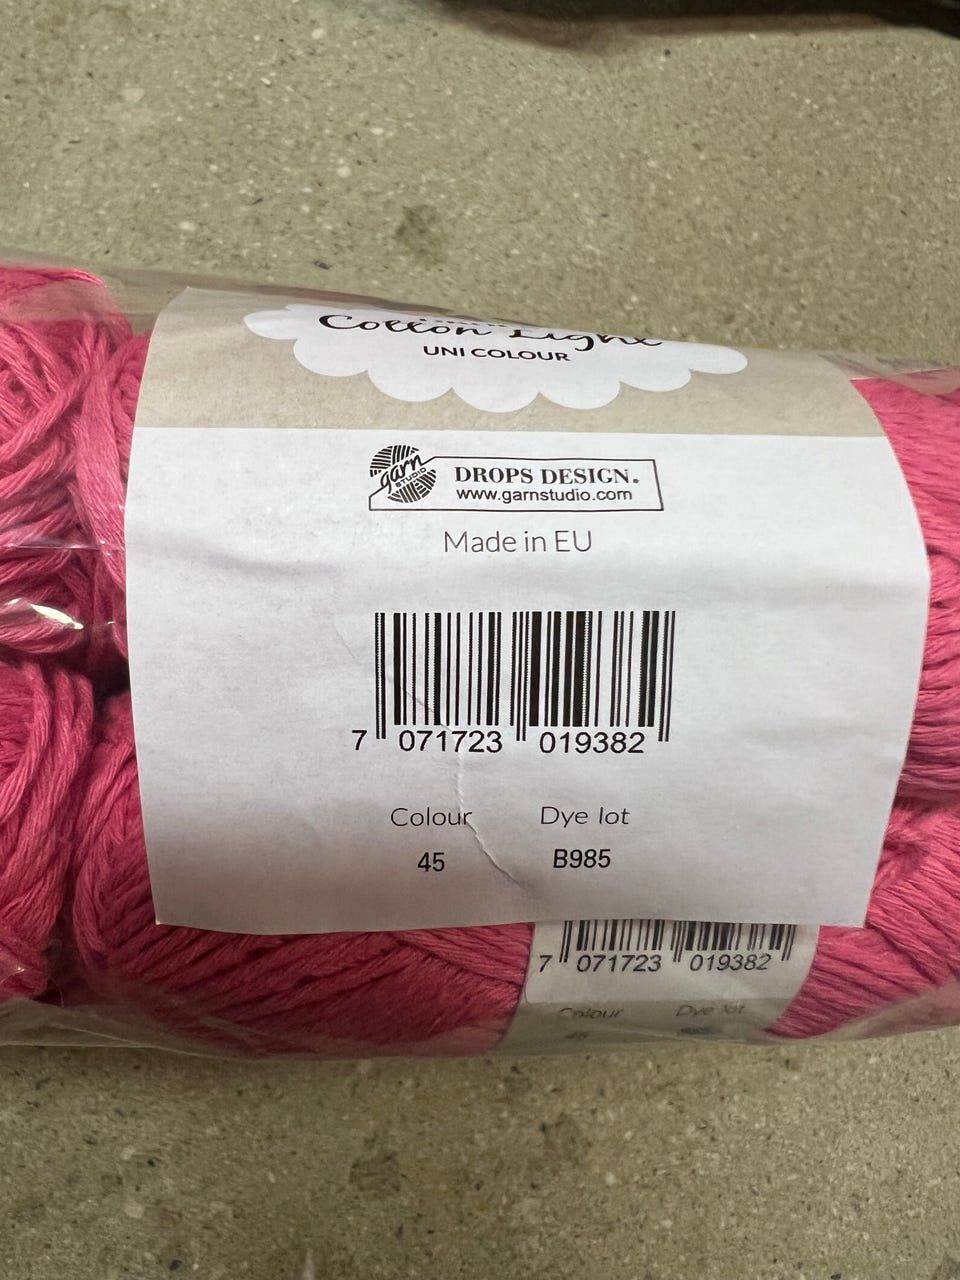 Cotton Light
UNI COLOUR
garn
STUDIO
DROPS DESIGN.
www.garnstudio.com
Made in EU
7 071723 019382
Colour Dye lot
45 B985
7 071723 019382
Colour Dye lot
45